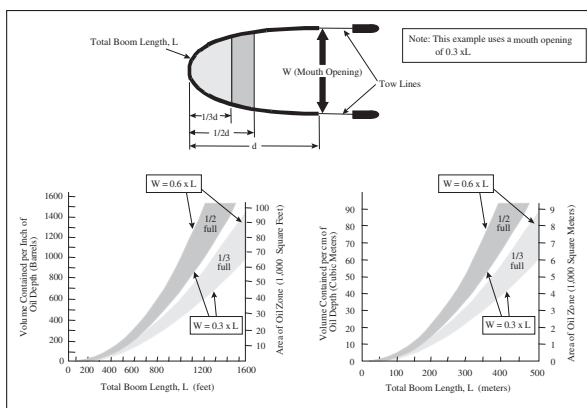 Total Boom Length, L
Note: This example uses a mouth opening
of 0.3 xL
W (Mouth Opening)
Tow Lines
1/3d
1/2d
d
W = 0.6 x L
1/2
full
1/3 full
W = 0.3 x L
Volume Contained per Inch of
Oil Depth (Barrels)
1600
1400
1200
1000
800
600
400
200
0
Area of Oil Zone (1,000 Square Feet)
100
90
80
70
60
50
40
30
20
10
0 200 400 800 1200 1600
Total Boom Length, L (feet)
W = 0.6 x L
1/2
full
1/3 full
W = 0.3 x L
Volume Contained per cm of
Oil Depth (Cubic Meters)
90
80
70
60
50
40
30
20
10
0
Area of Oil Zone (1,000 Square Meters)
9
8
7
6
5
4
3
2
1
0
0 100 200 300 400 500
Total Boom Length, L (meters)